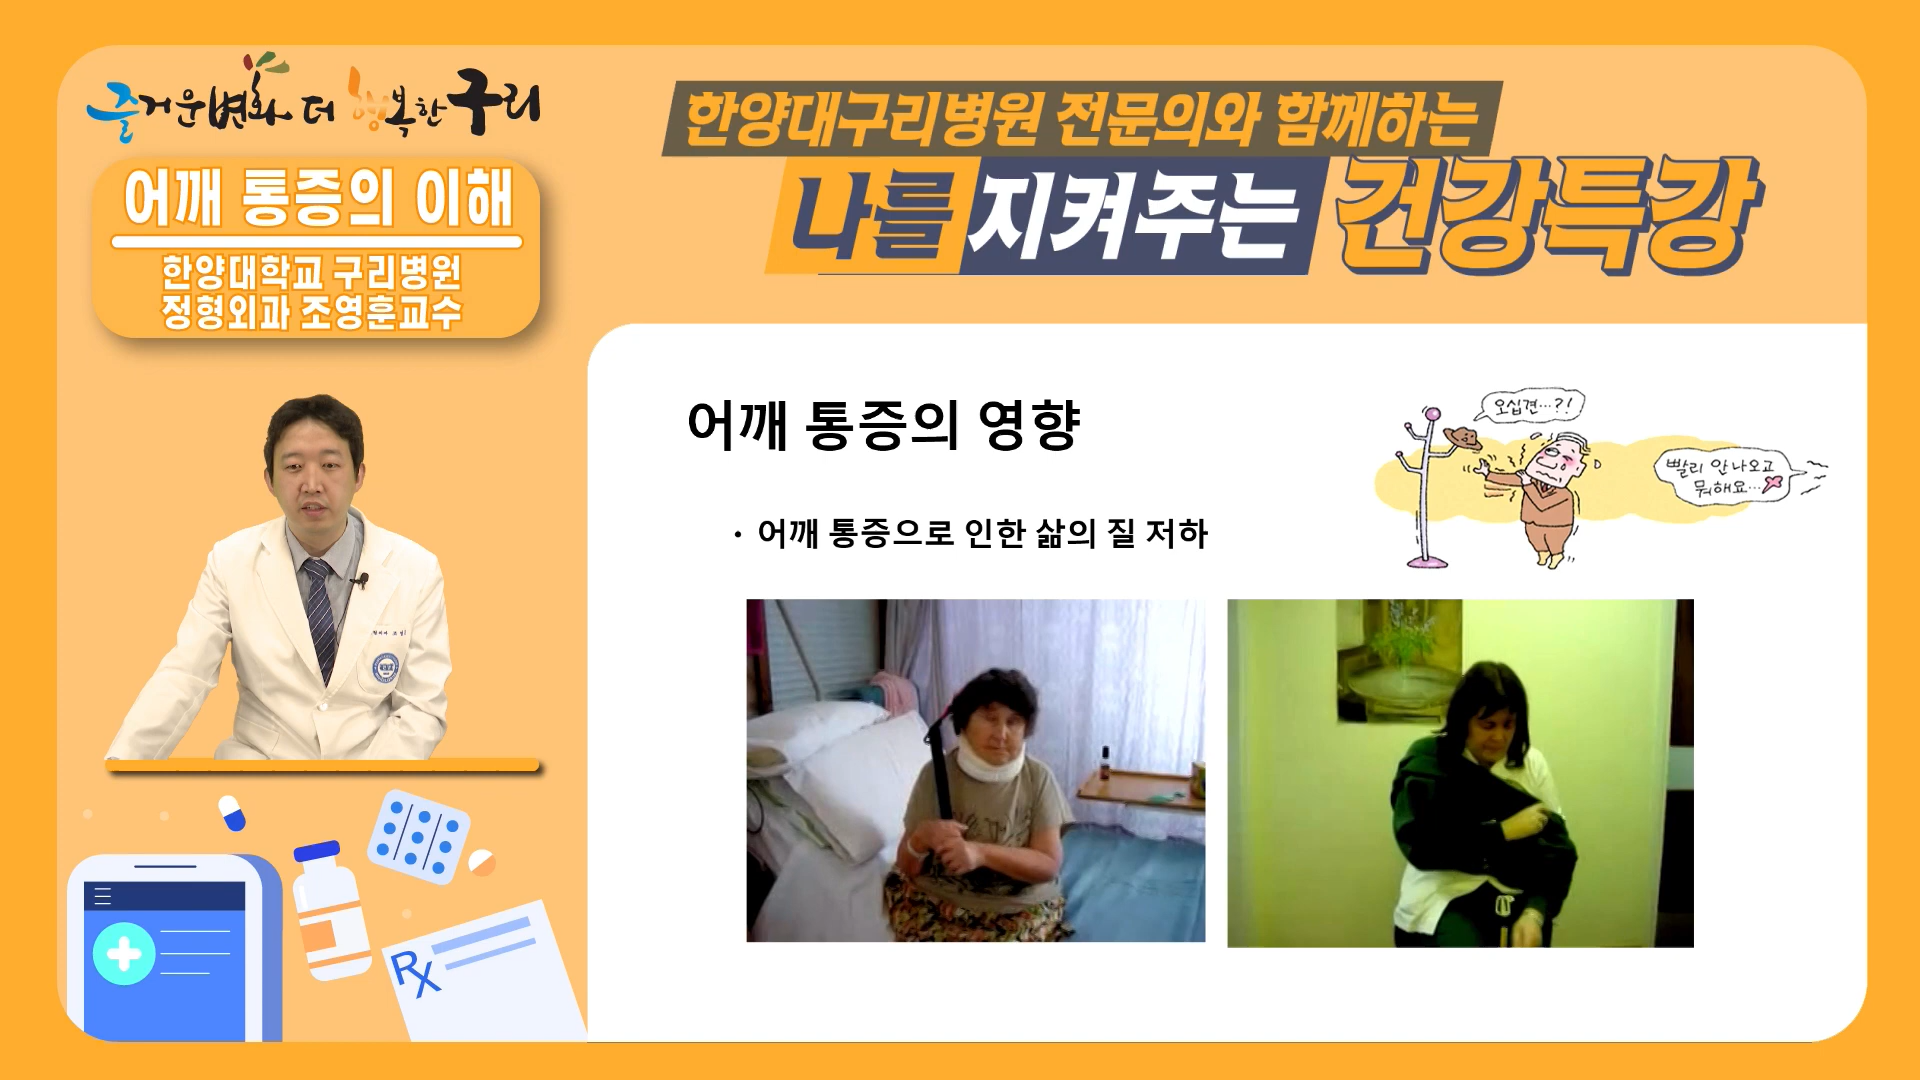 즐거운변화 더 행복한구리
어깨 통증의 이해
한양대학교 구리병원
정형외과 조영훈교수
한양대구리병원 전문의와 함께하는
나를 지켜주는 건강특강
어깨 통증의 영향
• 어깨 통증으로 인한 삶의 질 저하
오십견…?!
빨리 안나오고
뭐해요…
Rx